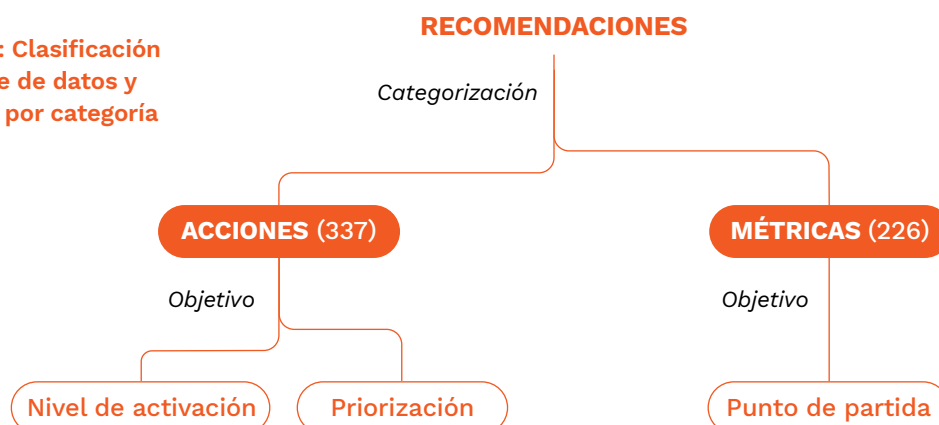 RECOMENDACIONES
: Clasificación
e de datos y
por categoría
Categorización
ACCIONES (337)
MÉTRICAS (226)
Objetivo
Objetivo
Nivel de activación
Priorización
Punto de partida